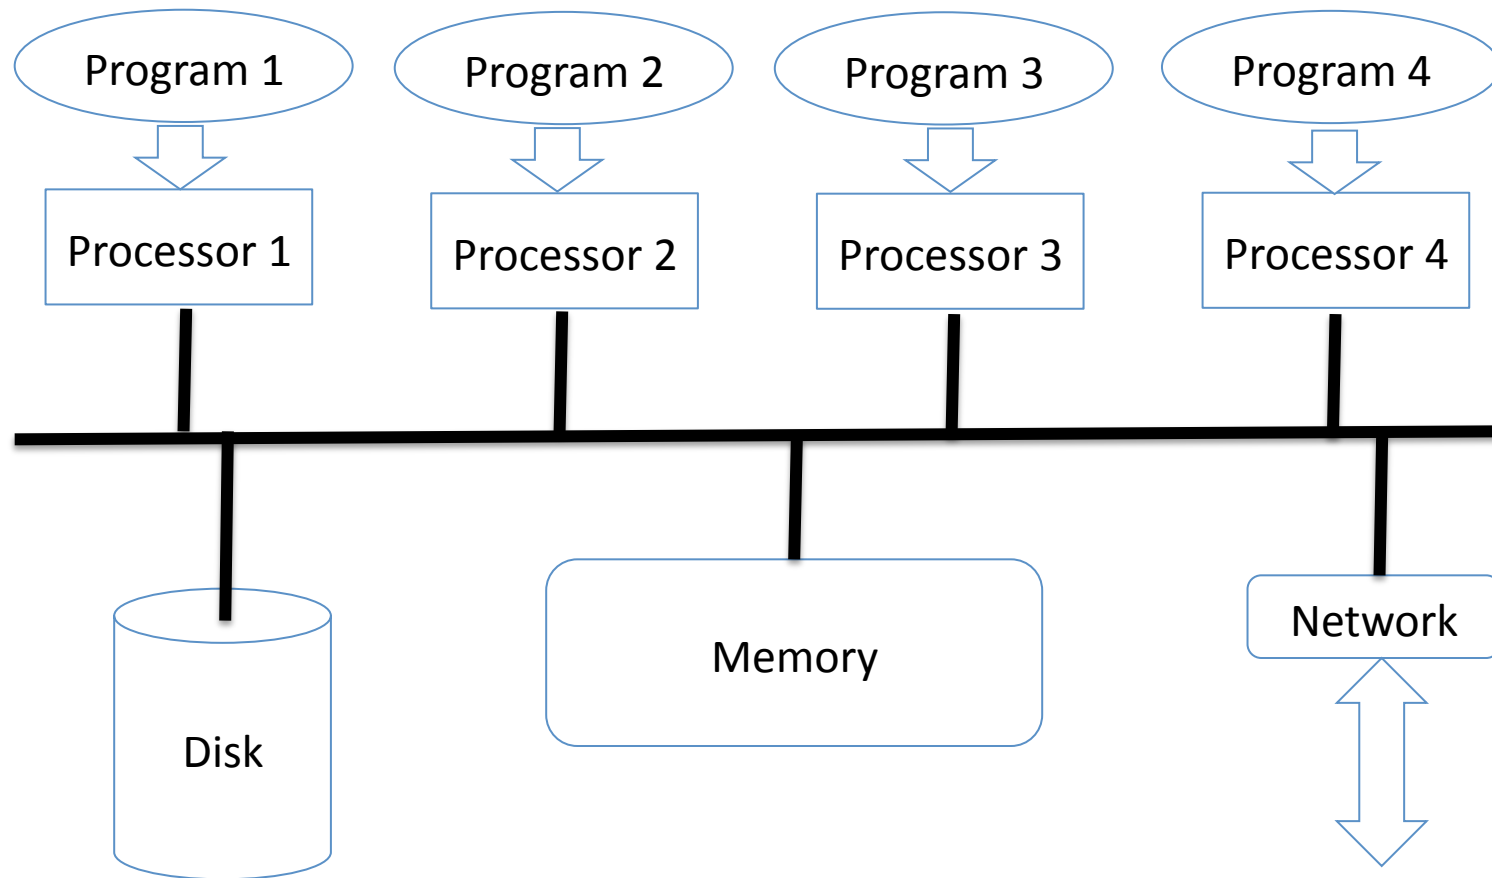 Program 1
Program 2
Program 3
Program 4
Processor 1
Processor 2
Processor 3
Processor 4
Disk
Memory
Network